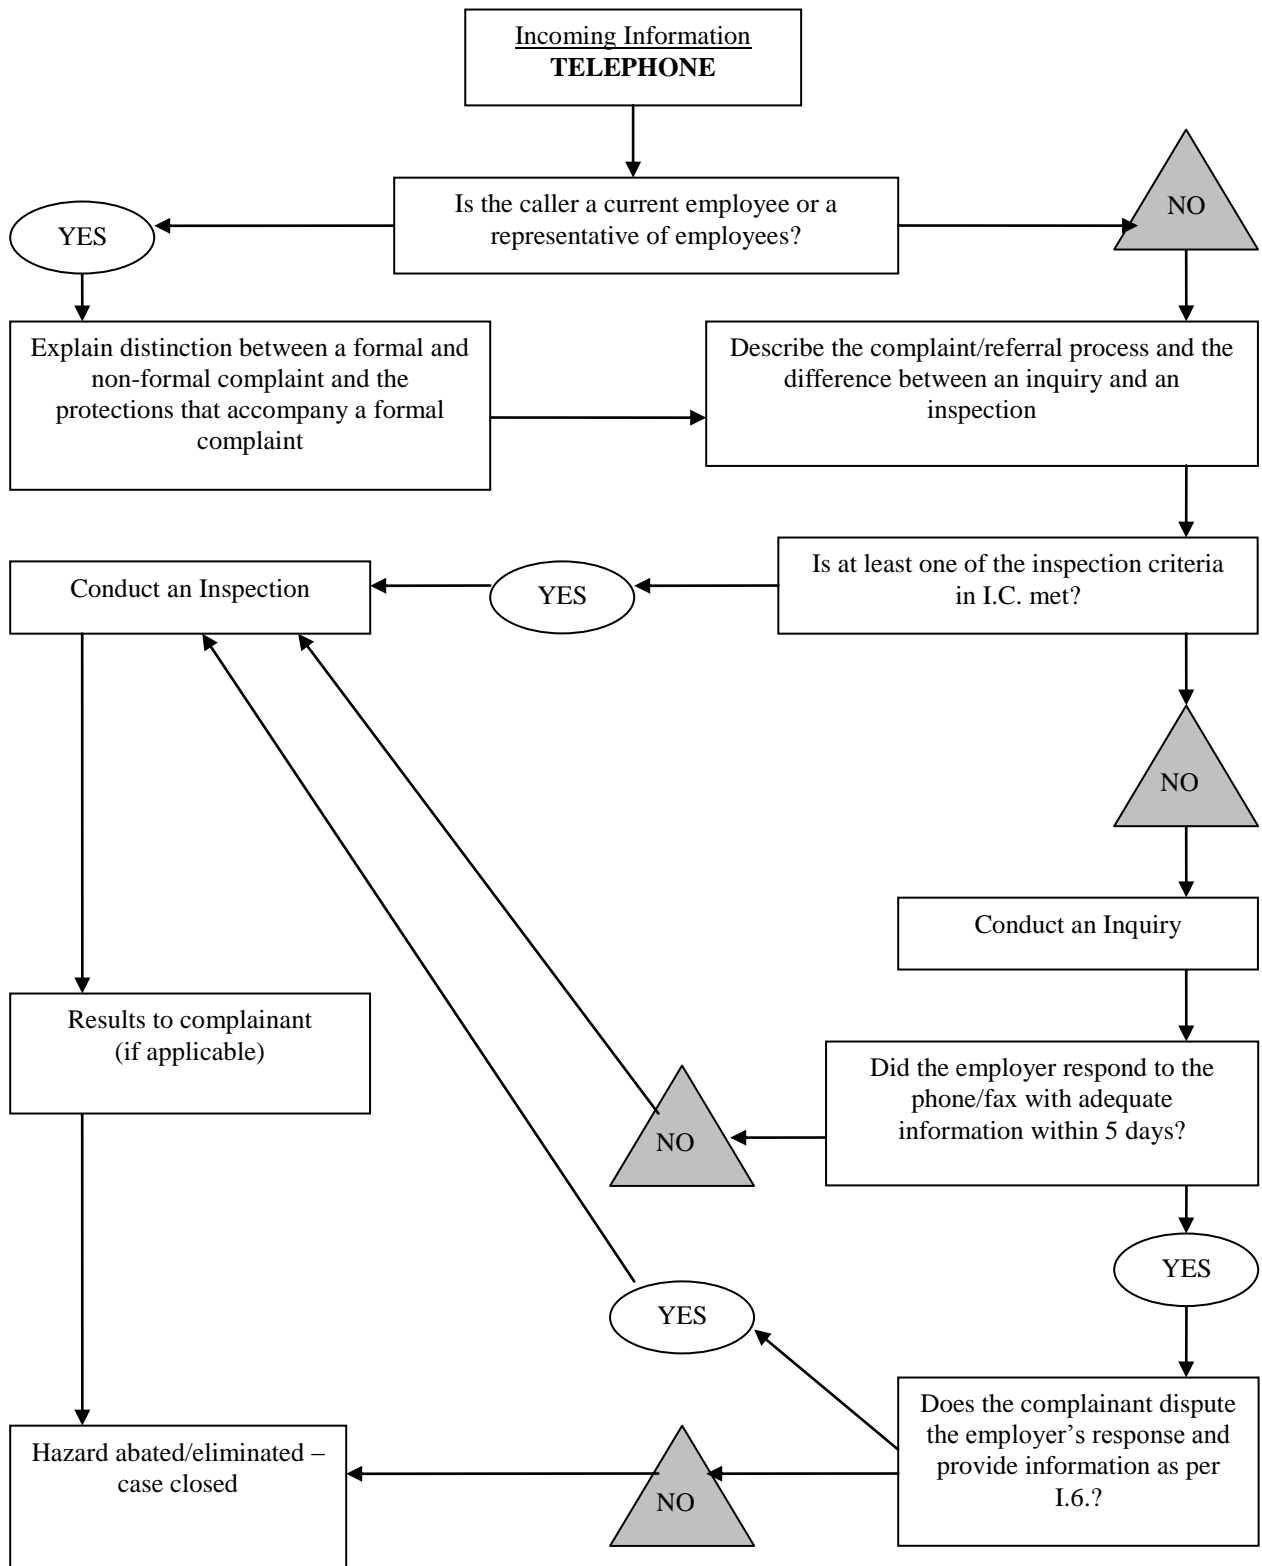 Incoming Information
TELEPHONE
Is the caller a current employee or a
representative of employees?
YES
NO
Explain distinction between a formal and
non-formal complaint and the
protections that accompany a formal
complaint
Describe the complaint/referral process and the
difference between an inquiry and an
inspection
Conduct an Inspection
YES
Is at least one of the inspection criteria
in I.C. met?
NO
Conduct an Inquiry
Results to complainant
(if applicable)
Did the employer respond to the
phone/fax with adequate
information within 5 days?
NO
YES
YES
Does the complainant dispute
the employer’s response and
provide information as per
I.6.?
NO
Hazard abated/eliminated –
case closed